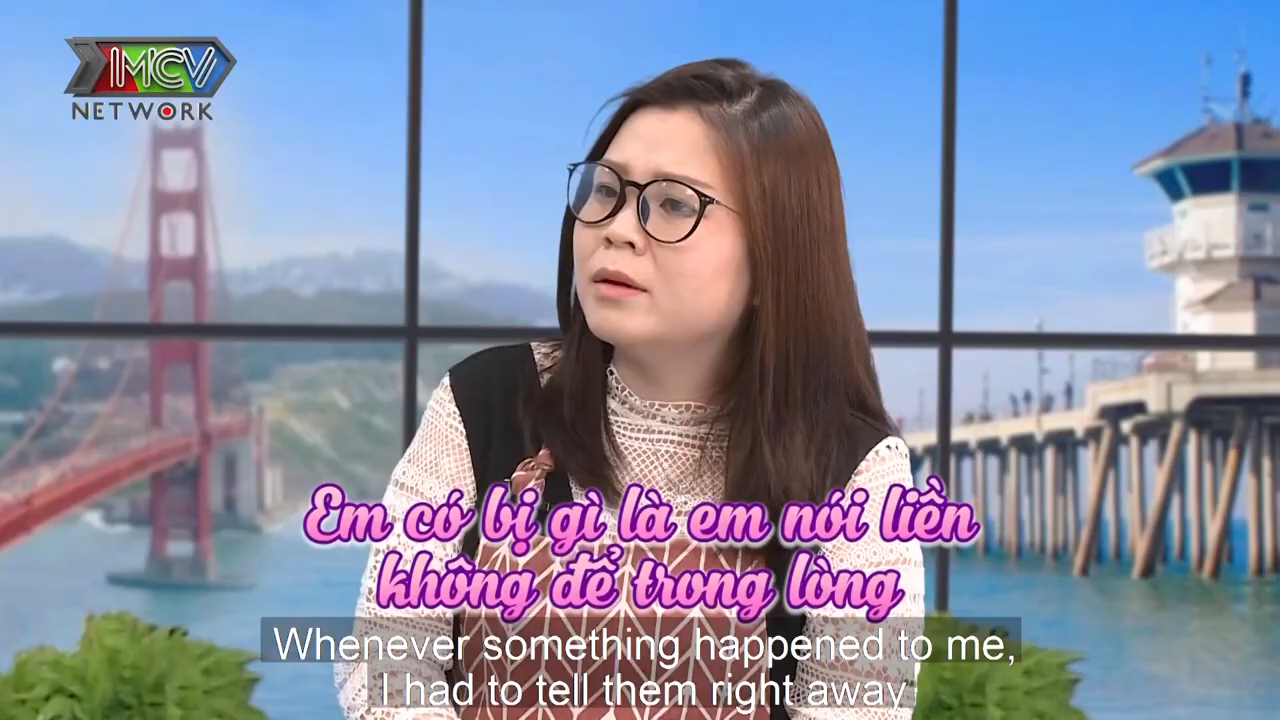 MCV
NETWORK
Em có bị gì là em nói liền
không để trong lòng
Whenever something happened to me,
I had to tell them right away